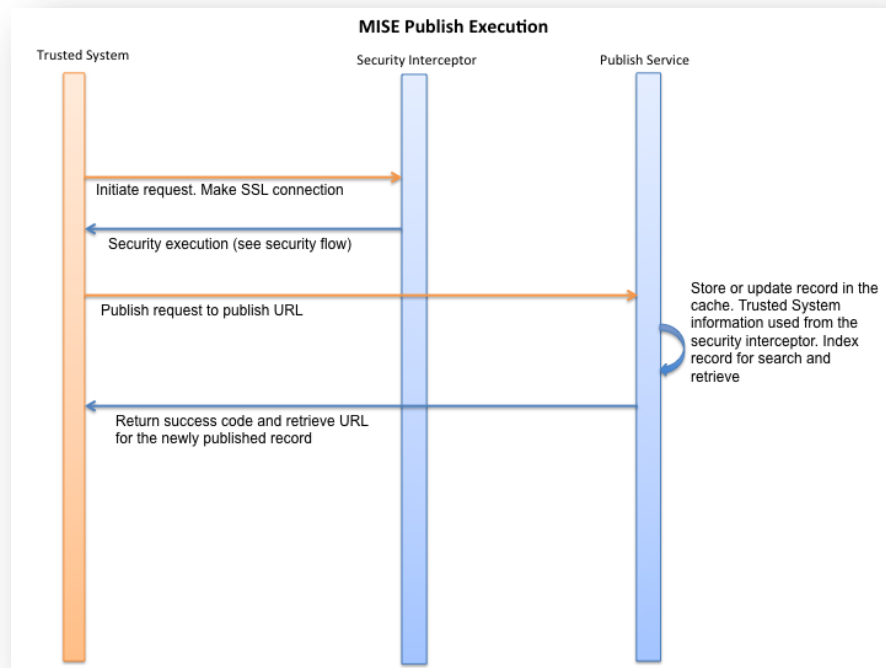 MISE Publish Execution
Trusted System
Security Interceptor
Publish Service
Initiate request. Make SSL connection
Security execution (see security flow)
Publish request to publish URL
Store or update record in the
cache. Trusted System
information used from the
security interceptor. Index
record for search and
retrieve
Return success code and retrieve URL
for the newly published record